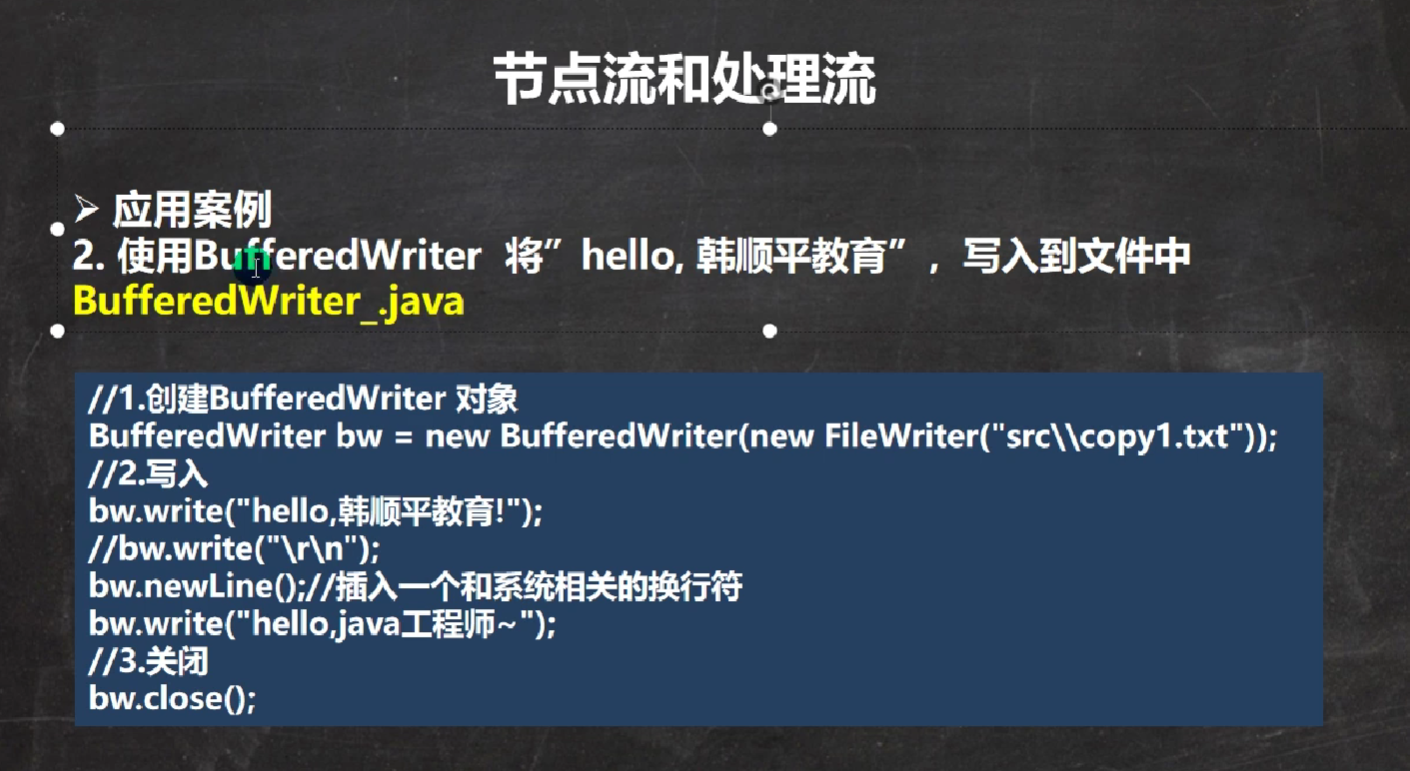 节点流和处理流
➢ 应用案例
2. 使用BufferedWriter 将”hello, 韩顺平教育”，写入到文件中
BufferedWriter_.java
//1.创建BufferedWriter 对象
BufferedWriter bw = new BufferedWriter(new FileWriter("src\\copy1.txt"));
//2.写入
bw.write("hello,韩顺平教育!");
//bw.write("\r\n");
bw.newLine();//插入一个和系统相关的换行符
bw.write("hello,java工程师~");
//3.关闭
bw.close();